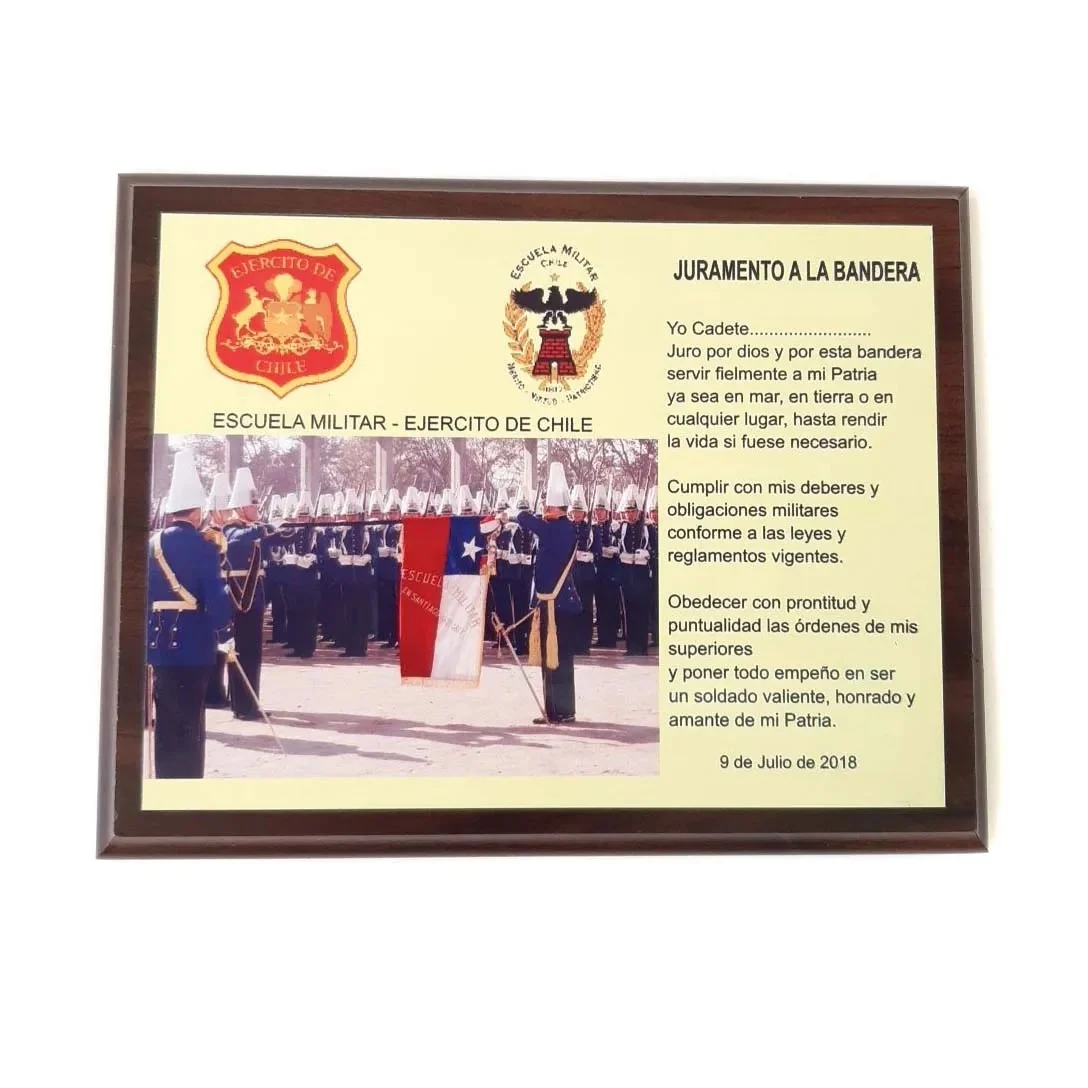 EJERCITO DE
CHILE
ESCUELA MILITAR
CHILE
1817
ESCUELA MILITAR - EJERCITO DE CHILE
ESCUELA MILITAR
JURAMENTO A LA BANDERA
Yo Cadete.........................
Juro por dios y por esta bandera
servir fielmente a mi Patria
ya sea en mar, en tierra o en
cualquier lugar, hasta rendir
la vida si fuese necesario.
Cumplir con mis deberes y
obligaciones militares
conforme a las leyes y
reglamentos vigentes.
Obedecer con prontitud y
puntualidad las órdenes de mis
superiores
y poner todo empeño en ser
un soldado valiente, honrado y
amante de mi Patria.
9 de Julio de 2018